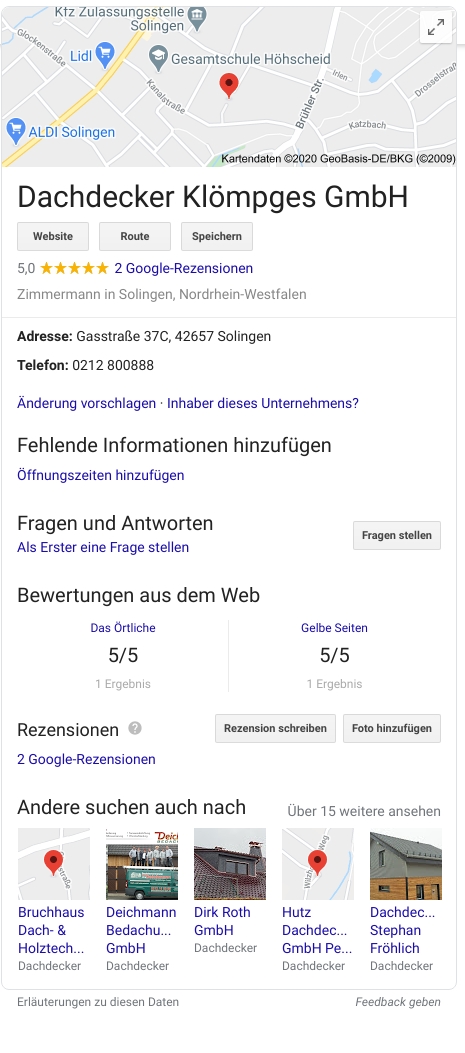 Kfz Zulassungsstelle
Solingen
Glockenstraße
Lidl
Gesamtschule Höhscheid
Kanalstraße
Brühler Str.
Irlen
Drosselstra
Katzbach
ALDI Solingen
Kartendaten ©2020 GeoBasis-DE/BKG (©2009)
Dachdecker Klömpges GmbH
Website Route Speichern
5,0 2 Google-Rezensionen
Zimmermann in Solingen, Nordrhein-Westfalen
Adresse: Gasstraße 37C, 42657 Solingen
Telefon: 0212 800888
Änderung vorschlagen · Inhaber dieses Unternehmens?
Fehlende Informationen hinzufügen
Öffnungszeiten hinzufügen
Fragen und Antworten
Als Erster eine Frage stellen
Fragen stellen
Bewertungen aus dem Web
Das Örtliche Gelbe Seiten
5/5 5/5
1 Ergebnis 1 Ergebnis
Rezensionen ? Rezension schreiben Foto hinzufügen
2 Google-Rezensionen
Andere suchen auch nach Über 15 weitere ansehen
Bruchhaus
Dach- &
Holztech...
Dachdecker
Deichmann
Bedachu...
GmbH
Dachdecker
Dirk Roth
GmbH
Dachdecker
Hutz
Dachdec...
GmbH Pe...
Dachdecker
Dachdec...
Stephan
Fröhlich
Dachdecker
Erläuterungen zu diesen Daten Feedback geben